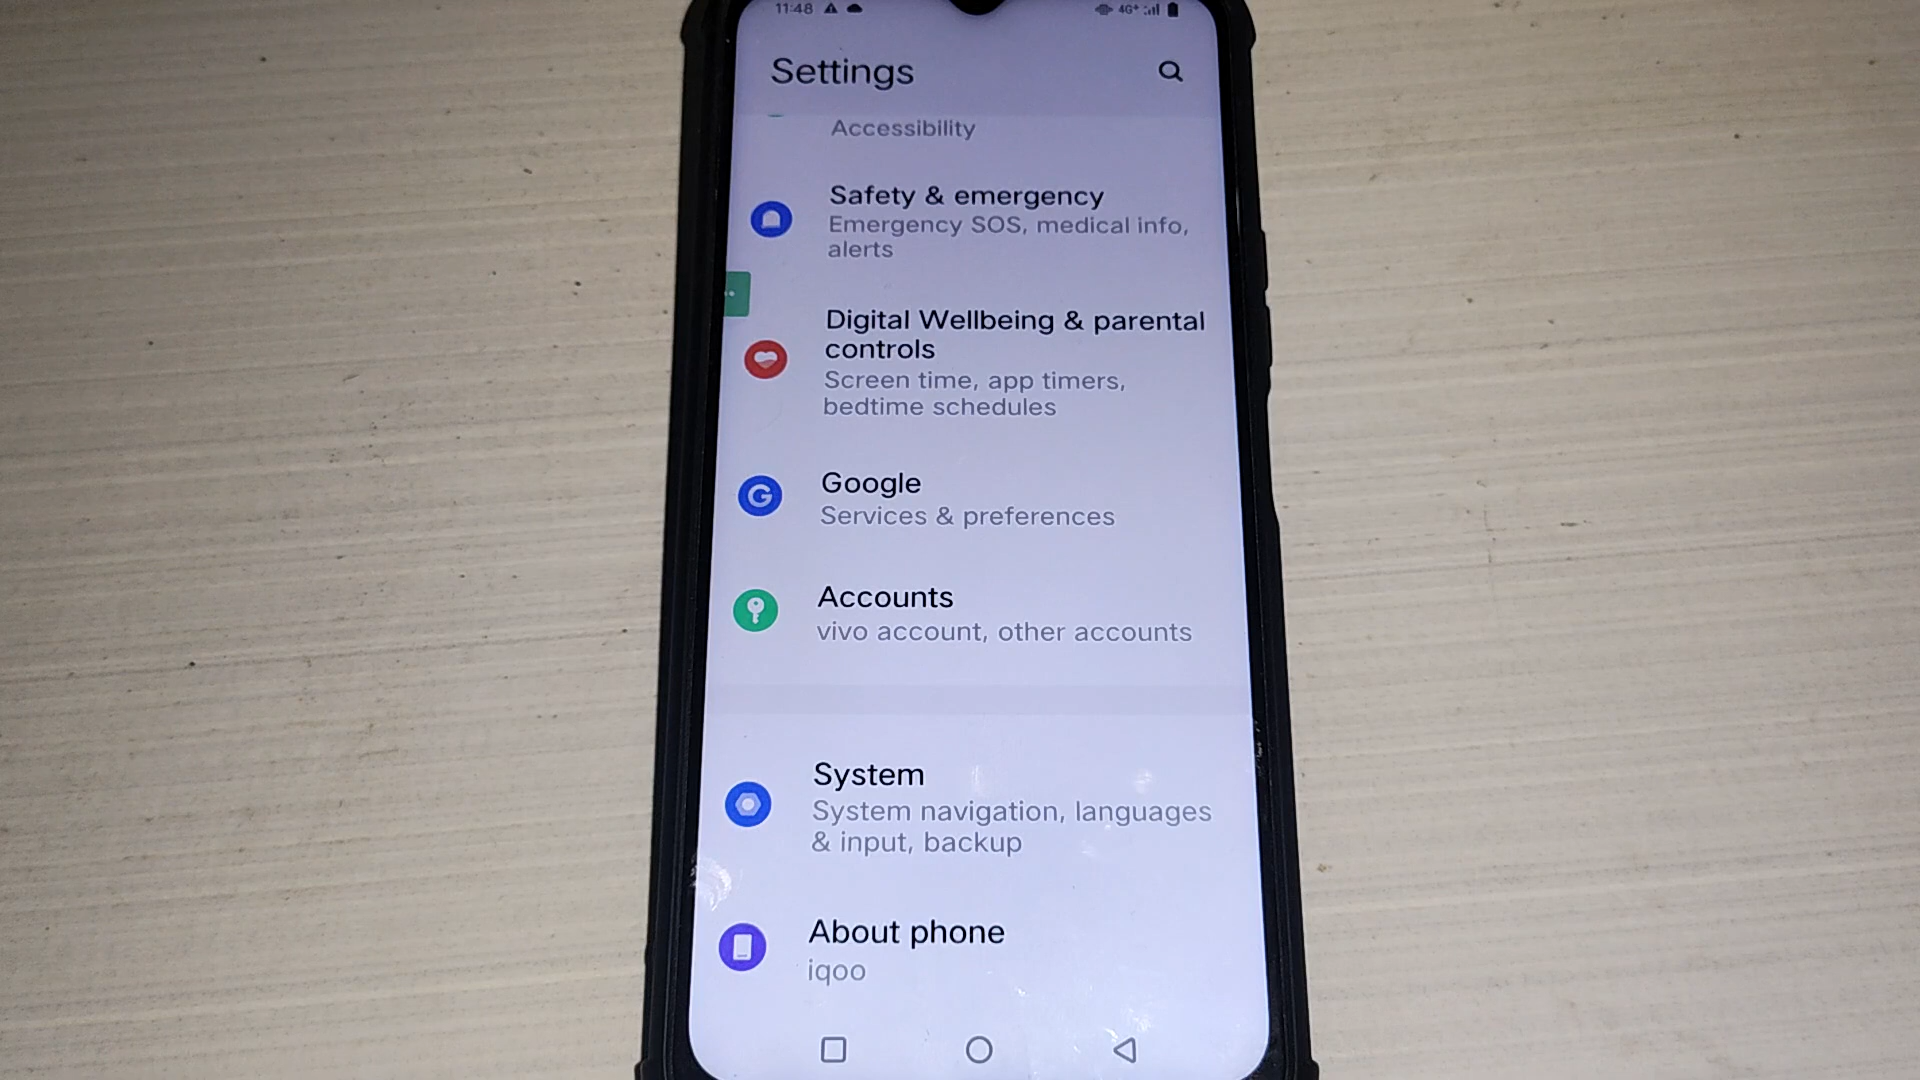 11:48 4G+
Settings
Accessibility
Safety & emergency
Emergency SOS, medical info,
alerts
Digital Wellbeing & parental
controls
Screen time, app timers,
bedtime schedules
Google
Services & preferences
Accounts
vivo account, other accounts
System
System navigation, languages
& input, backup
About phone
iqoo